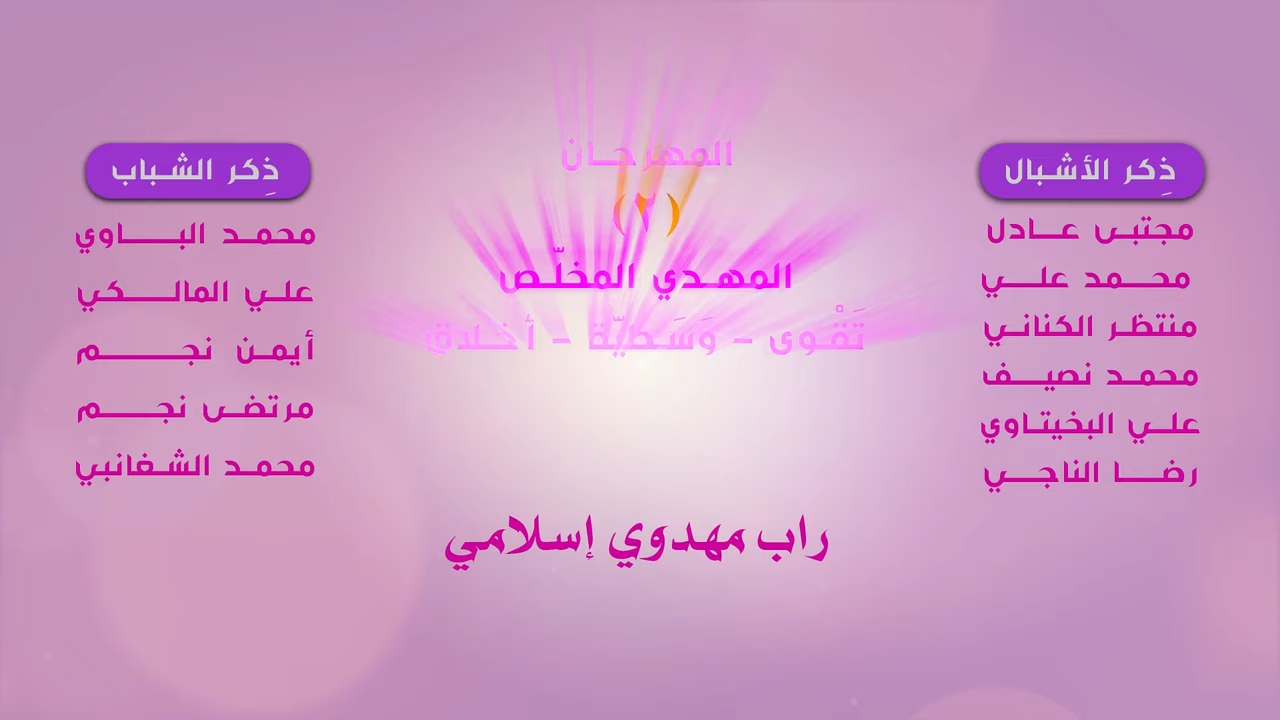 المهرجان
(٢)
المهدي المخلّص
تَقْوى - وَسَطيّة - أخلاق
ذِكر الأشبال
مجتبى عادل
محمد علي
منتظر الكناني
محمد نصيف
علي البخيتاوي
رضا الناجي
ذِكر الشباب
محمد الباوي
علي المالكي
أيمن نجم
مرتضى نجم
محمد الشغانبي
راب مهدوي إسلامي